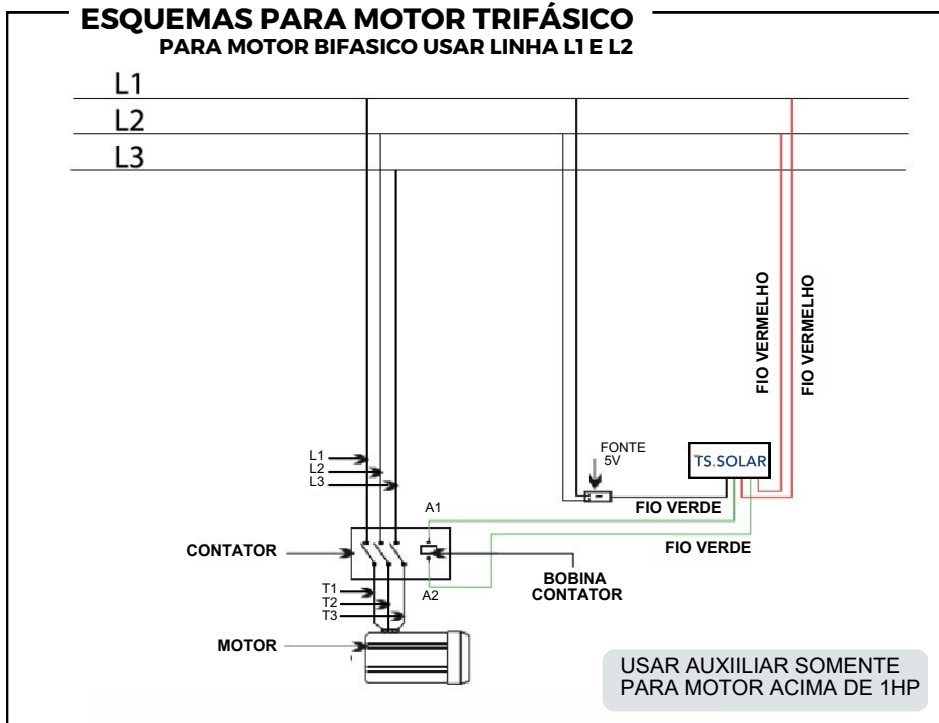 ESQUEMAS PARA MOTOR TRIFÁSICO
PARA MOTOR BIFASICO USAR LINHA L1 E L2
L1
L2
L3
FIO VERMELHO
FIO VERMELHO
L1
L2
L3
FONTE
5V
TS.SOLAR
A1
FIO VERDE
FIO VERDE
CONTATOR
BOBINA
CONTATOR
A2
T1
T2
T3
MOTOR
USAR AUXIILIAR SOMENTE
PARA MOTOR ACIMA DE 1HP